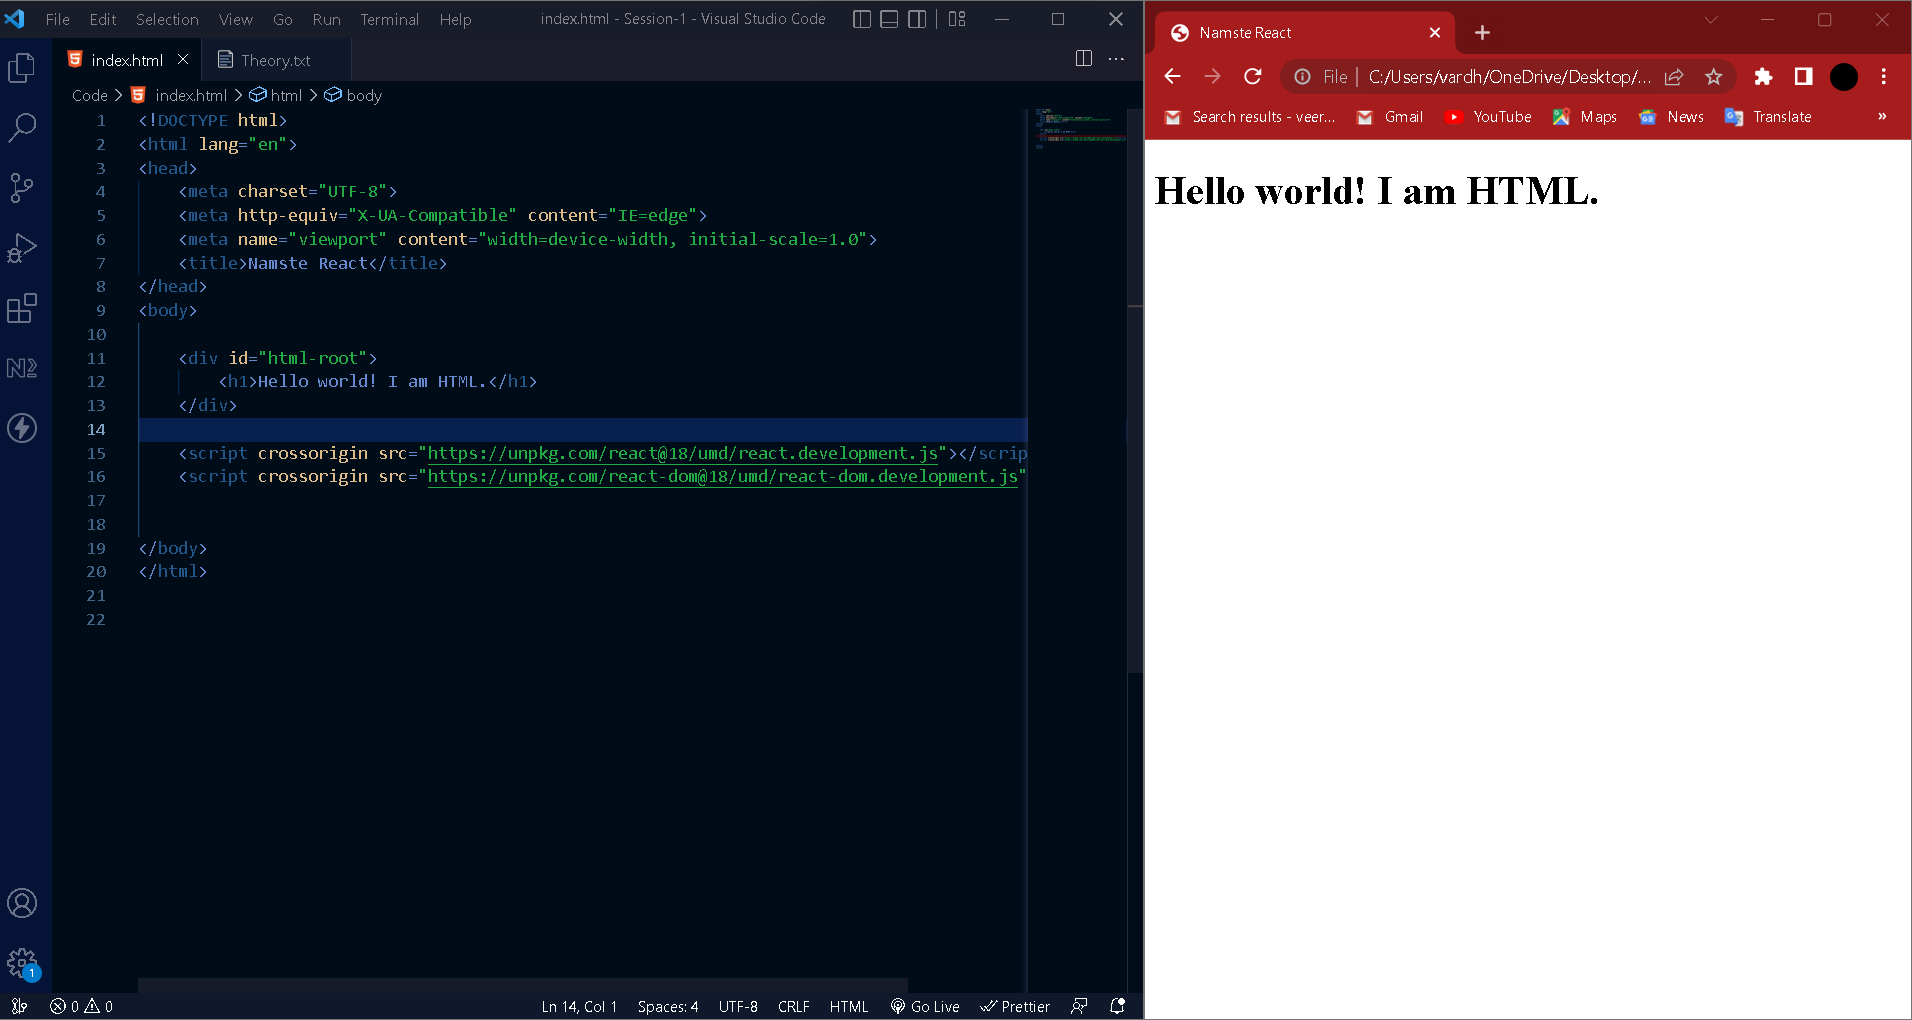 File Edit Selection View Go Run Terminal Help index.html - Session-1 - Visual Studio Code
index.html Theory.txt
Code > index.html > html > body
1 <!DOCTYPE html>
2 <html lang="en">
3 <head>
4 <meta charset="UTF-8">
5 <meta http-equiv="X-UA-Compatible" content="IE=edge">
6 <meta name="viewport" content="width=device-width, initial-scale=1.0">
7 <title>Namste React</title>
8 </head>
9 <body>
10
11 <div id="html-root">
12 <h1>Hello world! I am HTML.</h1>
13 </div>
14
15 <script crossorigin src="https://unpkg.com/react@18/umd/react.development.js"></scrip
16 <script crossorigin src="https://unpkg.com/react-dom@18/umd/react-dom.development.js"
17
18
19 </body>
20 </html>
21
22
1
0 0 Ln 14, Col 1 Spaces: 4 UTF-8 CRLF HTML Go Live Prettier
Namste React
File | C:/Users/vardh/OneDrive/Desktop/...
Search results - veer... Gmail YouTube Maps News Translate »
Hello world! I am HTML.